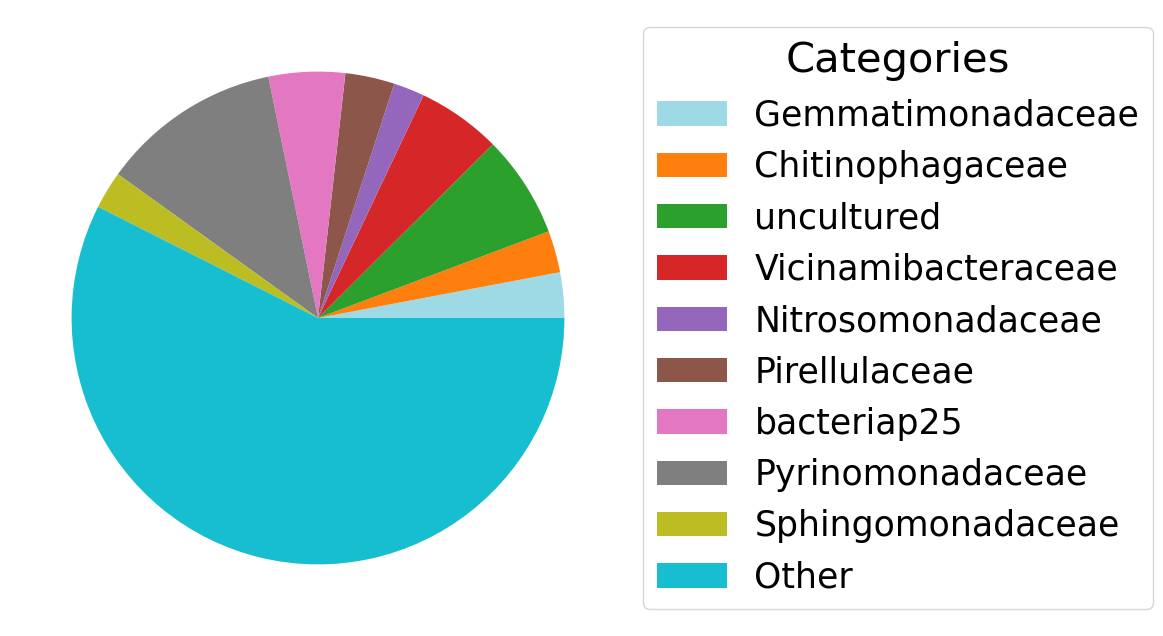 Categories
Gemmatimonadaceae
Chitinophagaceae
uncultured
Vicinamibacteraceae
Nitrosomonadaceae
Pirellulaceae
bacteriap25
Pyrinomonadaceae
Sphingomonadaceae
Other